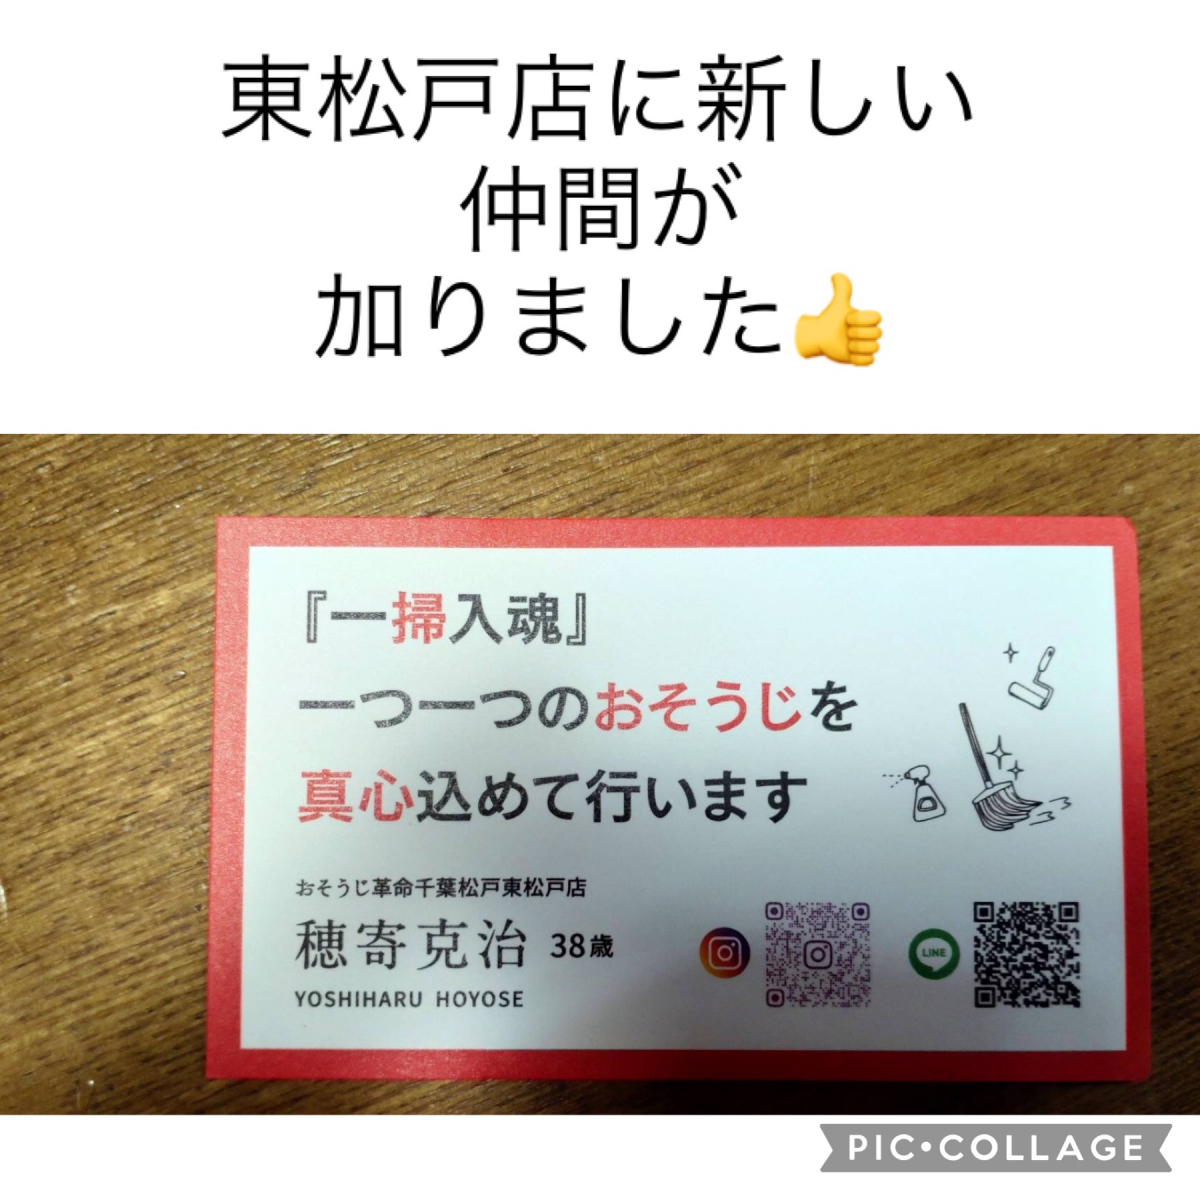 東松戸店に新しい
仲間が
加りました👍
『一掃入魂』
一つ一つのおそうじを
真心込めて行います
おそうじ革命千葉松戸東松戸店
穂寄克治 38歳
YOSHIHARU HOYOSE
LINE
PIC•COLLAGE